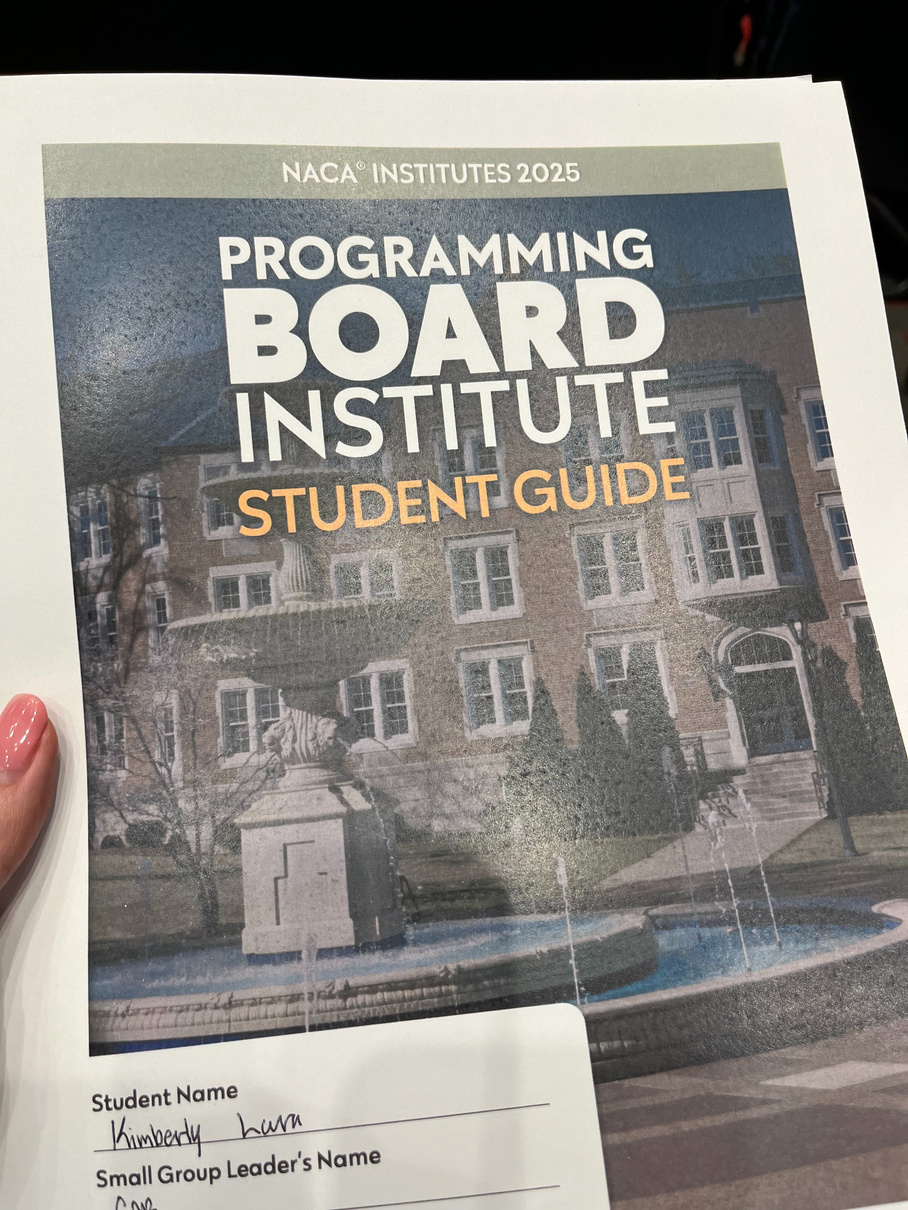 NACA® INSTITUTES 2025
PROGRAMMING
BOARD
INSTITUTE
STUDENT GUIDE
Student Name
Kimberly Lara
Small Group Leader's Name